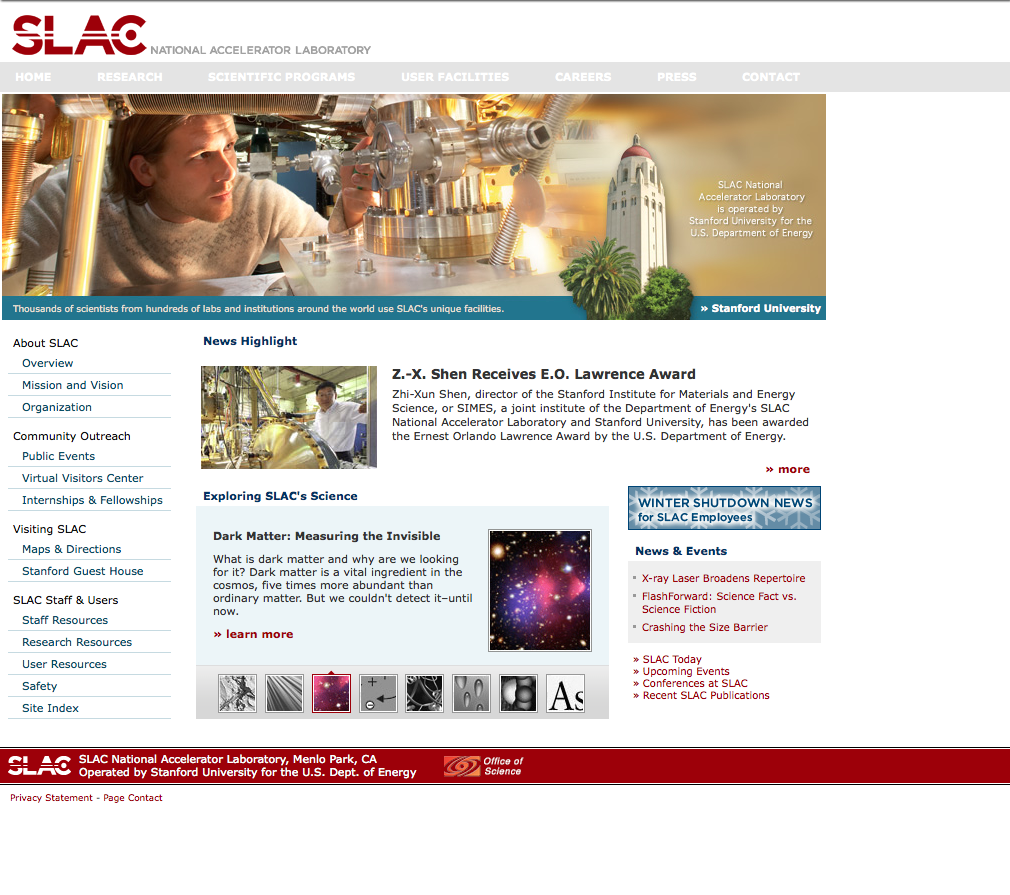 SLAC NATIONAL ACCELERATOR LABORATORY
HOME RESEARCH SCIENTIFIC PROGRAMS USER FACILITIES CAREERS PRESS CONTACT
SLAC National
Accelerator Laboratory
is operated by
Stanford University for the
U.S. Department of Energy
Thousands of scientists from hundreds of labs and institutions around the world use SLAC's unique facilities.
» Stanford University
About SLAC
Overview
Mission and Vision
Organization
Community Outreach
Public Events
Virtual Visitors Center
Internships & Fellowships
Visiting SLAC
Maps & Directions
Stanford Guest House
SLAC Staff & Users
Staff Resources
Research Resources
User Resources
Safety
Site Index
News Highlight
Z.-X. Shen Receives E.O. Lawrence Award
Zhi-Xun Shen, director of the Stanford Institute for Materials and Energy
Science, or SIMES, a joint institute of the Department of Energy's SLAC
National Accelerator Laboratory and Stanford University, has been awarded
the Ernest Orlando Lawrence Award by the U.S. Department of Energy.
» more
Exploring SLAC's Science
Dark Matter: Measuring the Invisible
What is dark matter and why are we looking
for it? Dark matter is a vital ingredient in the
cosmos, five times more abundant than
ordinary matter. But we couldn't detect it–until
now.
» learn more
As
WINTER SHUTDOWN NEWS
for SLAC Employees
News & Events
X-ray Laser Broadens Repertoire
FlashForward: Science Fact vs.
Science Fiction
Crashing the Size Barrier
» SLAC Today
» Upcoming Events
» Conferences at SLAC
» Recent SLAC Publications
SLAC
SLAC National Accelerator Laboratory, Menlo Park, CA
Operated by Stanford University for the U.S. Dept. of Energy
Office of
Science
Privacy Statement - Page Contact